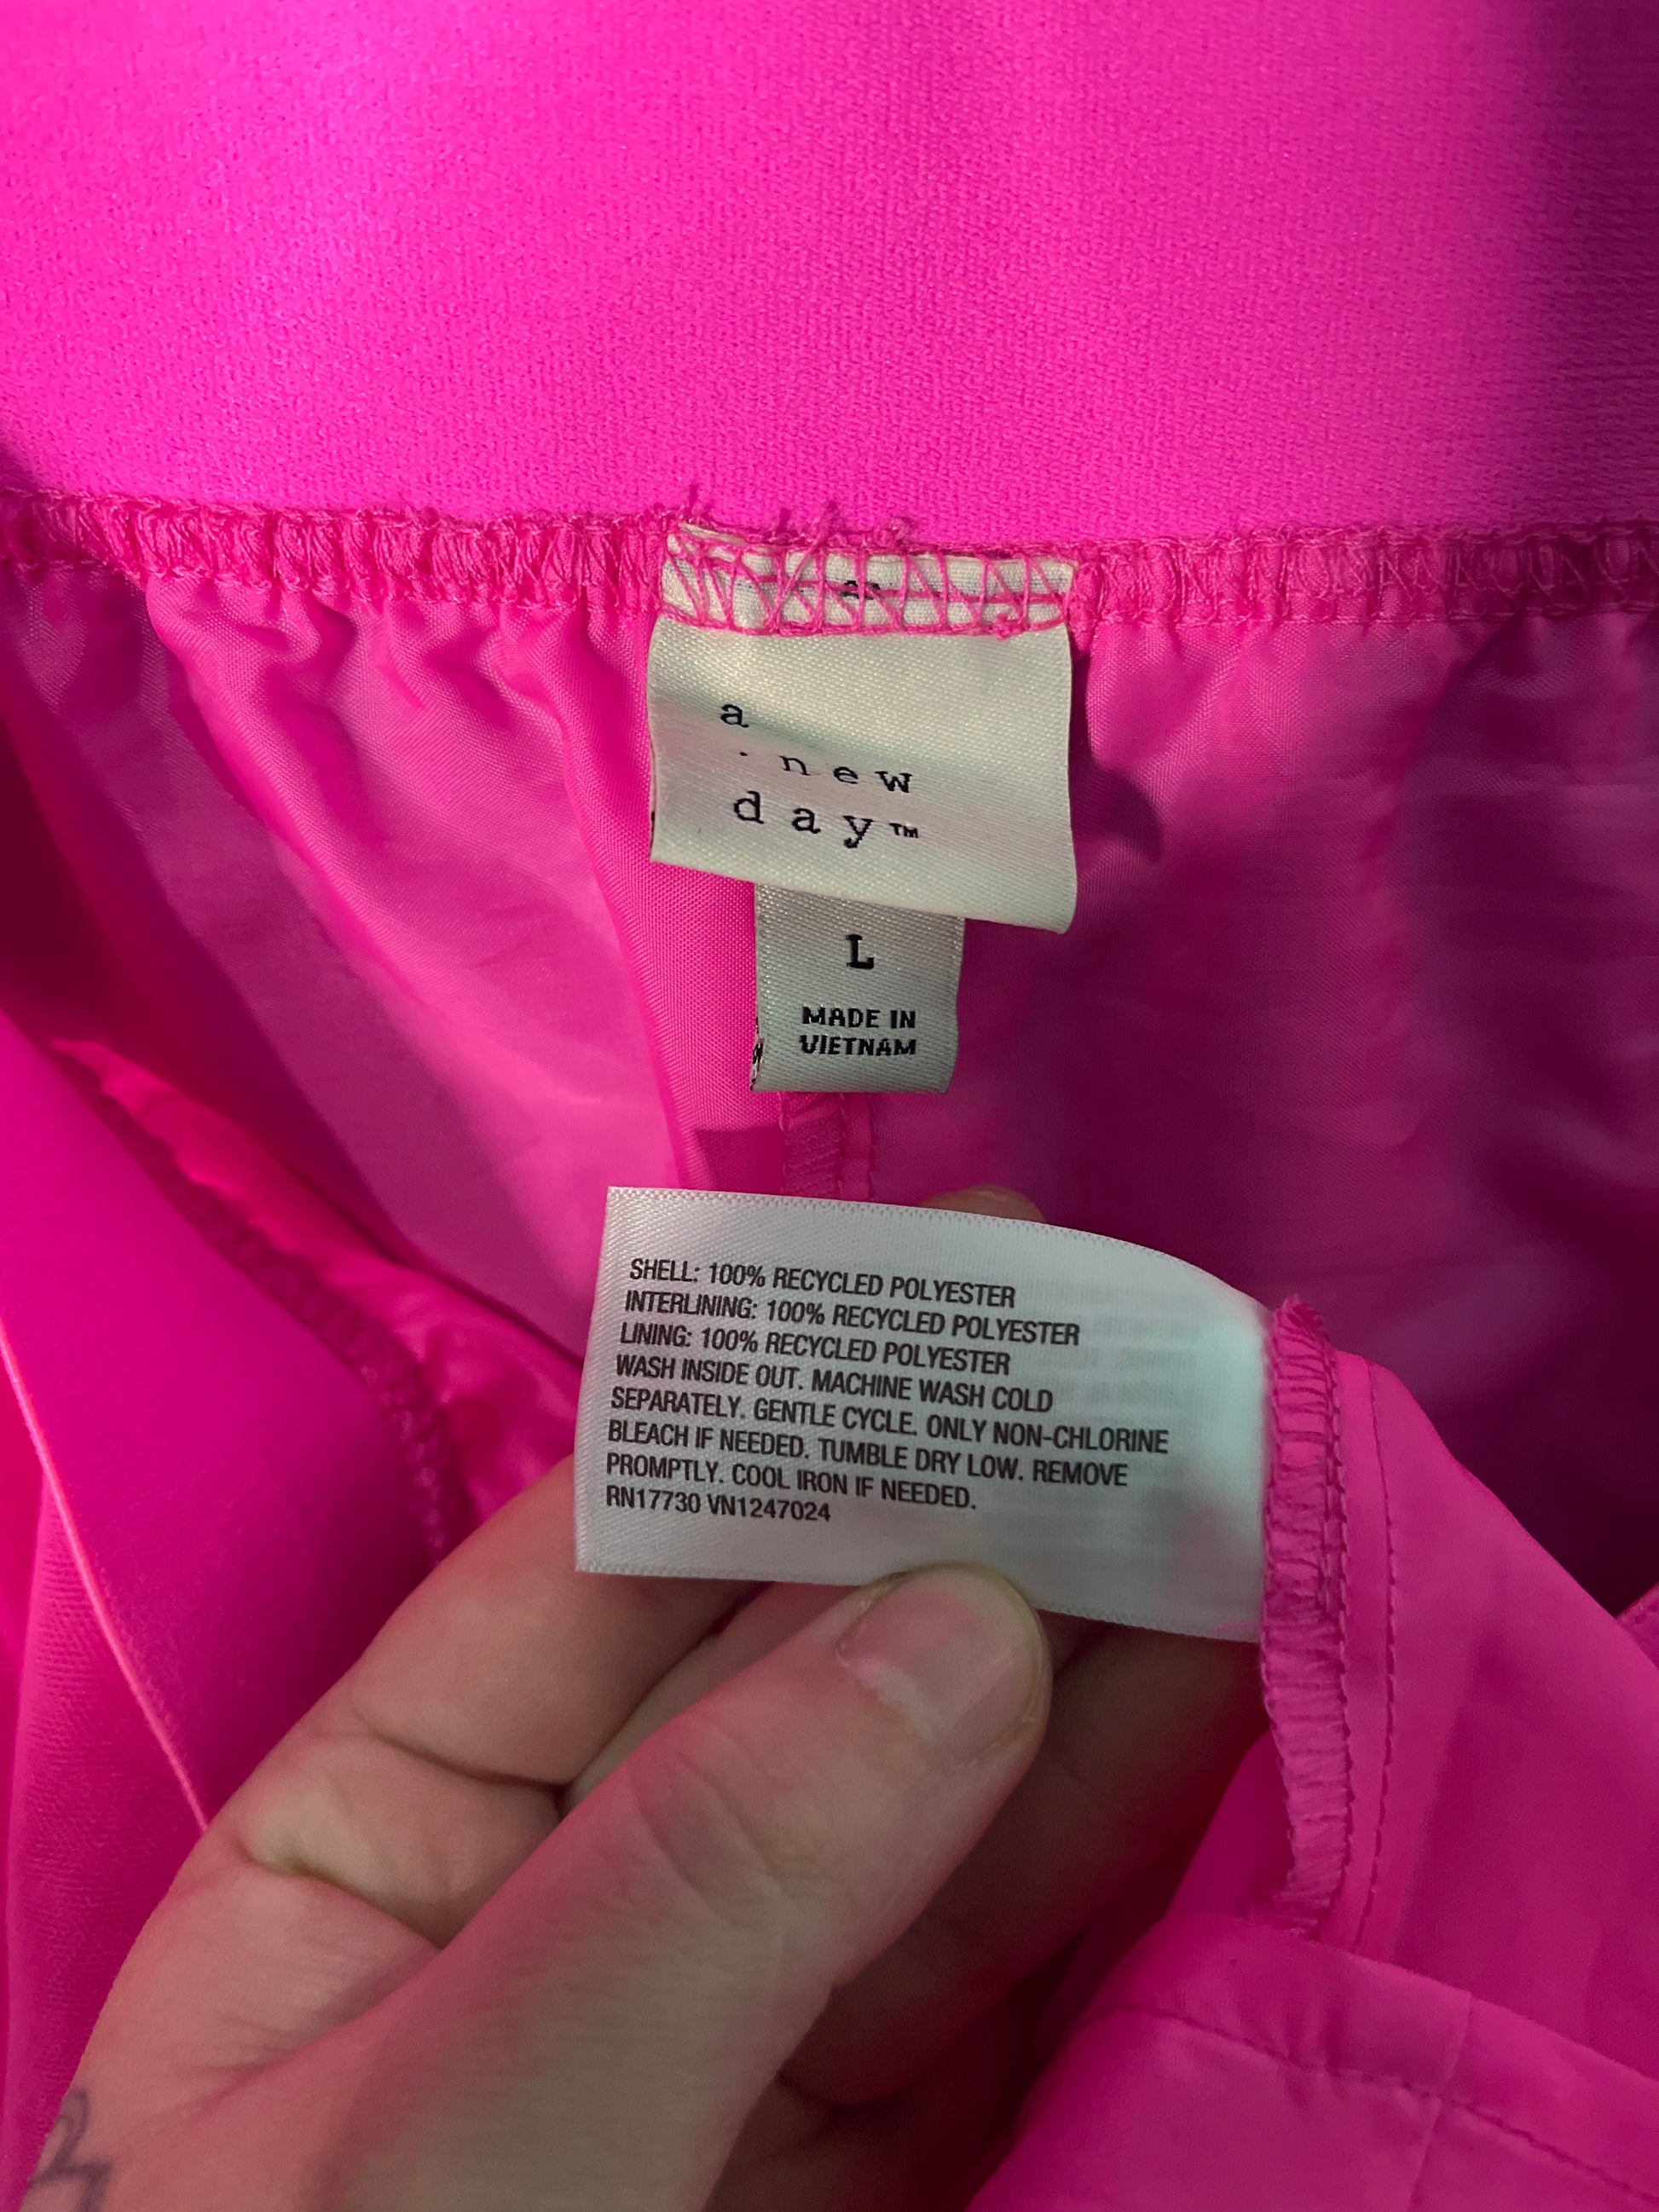 a
new
day™
L
MADE IN
VIETNAM
SHELL: 100% RECYCLED POLYESTER
INTERLINING: 100% RECYCLED POLYESTER
LINING: 100% RECYCLED POLYESTER
WASH INSIDE OUT. MACHINE WASH COLD
SEPARATELY. GENTLE CYCLE. ONLY NON-CHLORINE
BLEACH IF NEEDED. TUMBLE DRY LOW. REMOVE
PROMPTLY. COOL IRON IF NEEDED.
RN17730 VN1247024